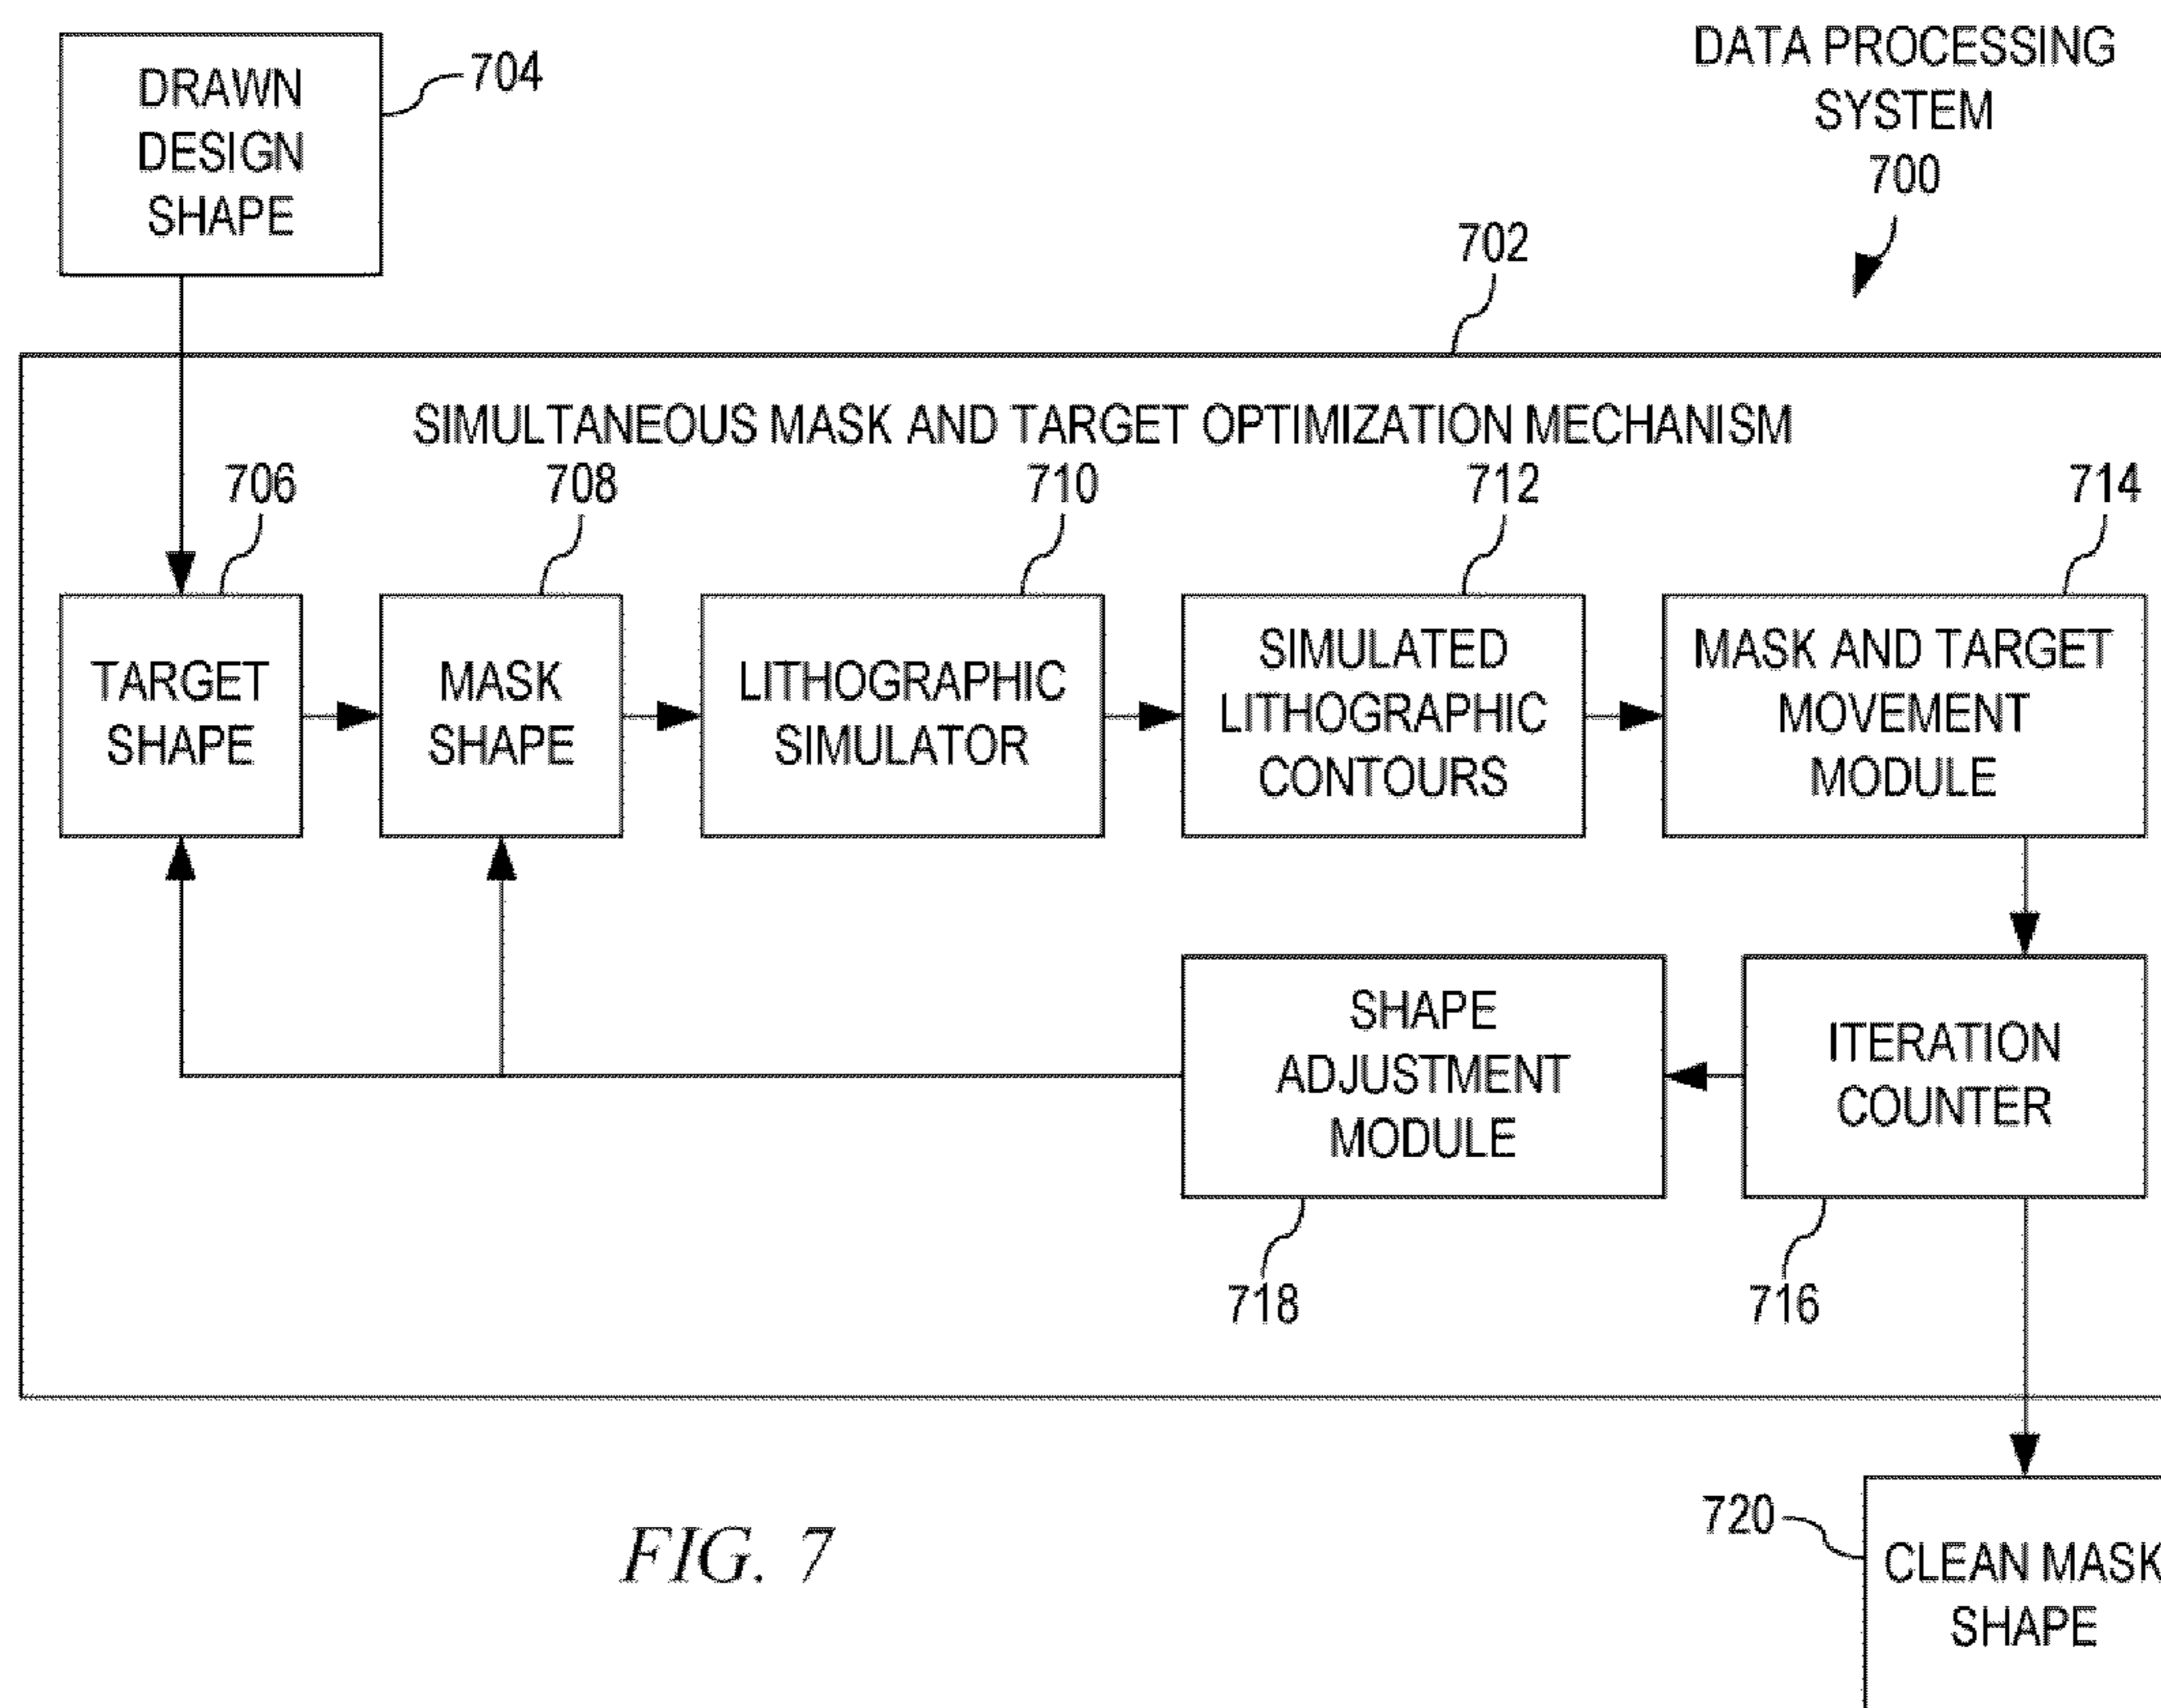 DRAWN
DESIGN
SHAPE
704
DATA PROCESSING
SYSTEM
700
702
SIMULTANEOUS MASK AND TARGET OPTIMIZATION MECHANISM
706
708
710
712
714
TARGET
SHAPE
MASK
SHAPE
LITHOGRAPHIC
SIMULATOR
SIMULATED
LITHOGRAPHIC
CONTOURS
MASK AND TARGET
MOVEMENT
MODULE
SHAPE
ADJUSTMENT
MODULE
ITERATION
COUNTER
718
716
720
CLEAN MASK
SHAPE
FIG. 7